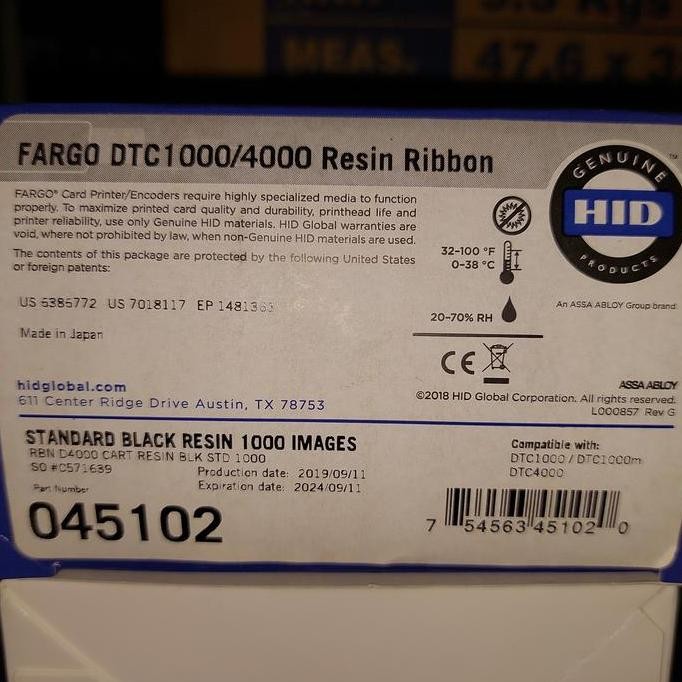 MEAS.
47.6 x
FARGO DTC1000/4000 Resin Ribbon
GENUINE
HID
PRODUCTS
TM
FARGO® Card Printer/Encoders require highly specialized media to function
properly. To maximize printed card quality and durability, printhead life and
printer reliability, use only Genuine HID materials. HID Global warranties are
void, where not prohibited by law, when non-Genuine HID materials are used.
The contents of this package are protected by the following United States
or foreign patents:
32-100 °F
0-38 °C
US 6386772 US 7018117 EP 1481363
An ASSA ABLOY Group brand
20-70% RH
Made in Japan
CE
ASSA ABLOY
hidglobal.com
©2018 HID Global Corporation. All rights reserved.
611 Center Ridge Drive Austin, TX 78753
L000857 Rev G
STANDARD BLACK RESIN 1000 IMAGES
RBN D4000 CART RESIN BLK STD 1000
SO #0571639
Production date: 2019/09/11
Expiration date: 2024/09/11
Part Number
045102
Compatible with:
DTC1000 / DTC1000m
DTC4000
7 54563 45102 0